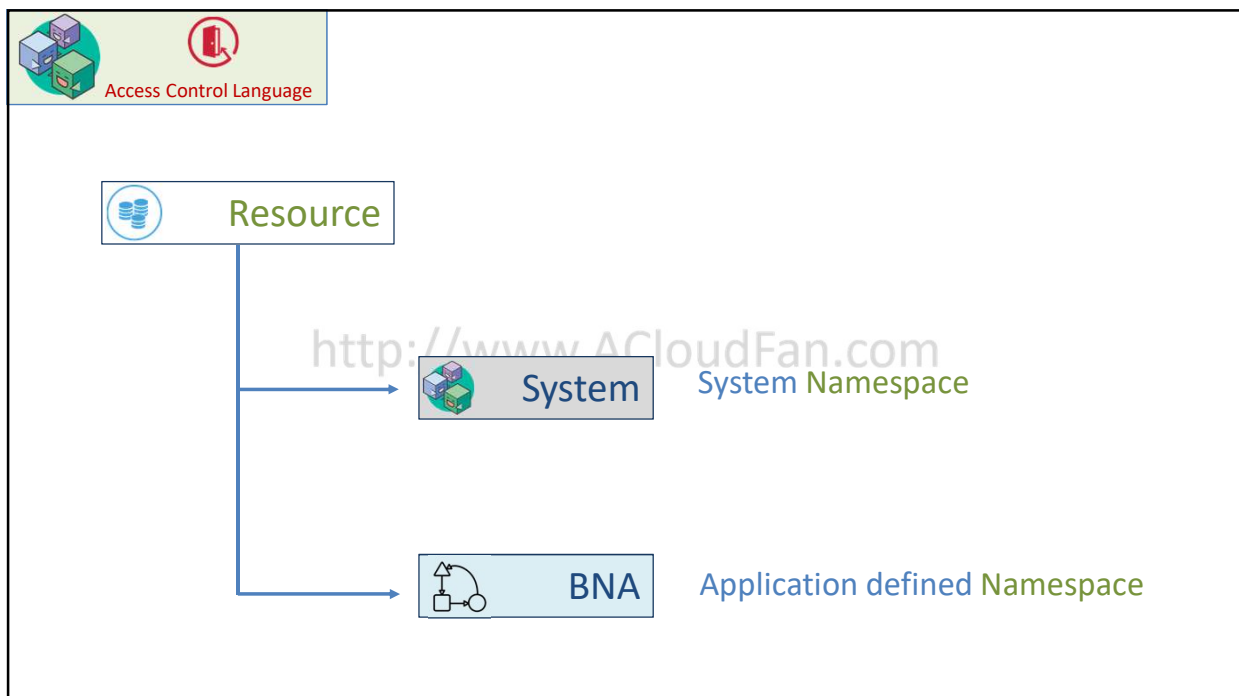 Access Control Language
Resource
http://www.ACloudFan.com
System
System Namespace
BNA
Application defined Namespace